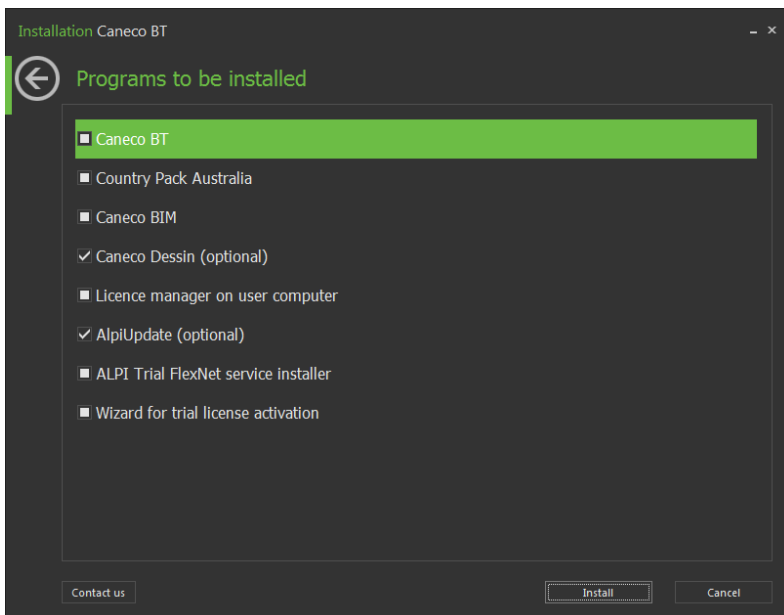 Installation Caneco BT
Programs to be installed
Caneco BT
Country Pack Australia
Caneco BIM
Caneco Dessin (optional)
Licence manager on user computer
AlpiUpdate (optional)
ALPI Trial FlexNet service installer
Wizard for trial license activation
Contact us
Install
Cancel